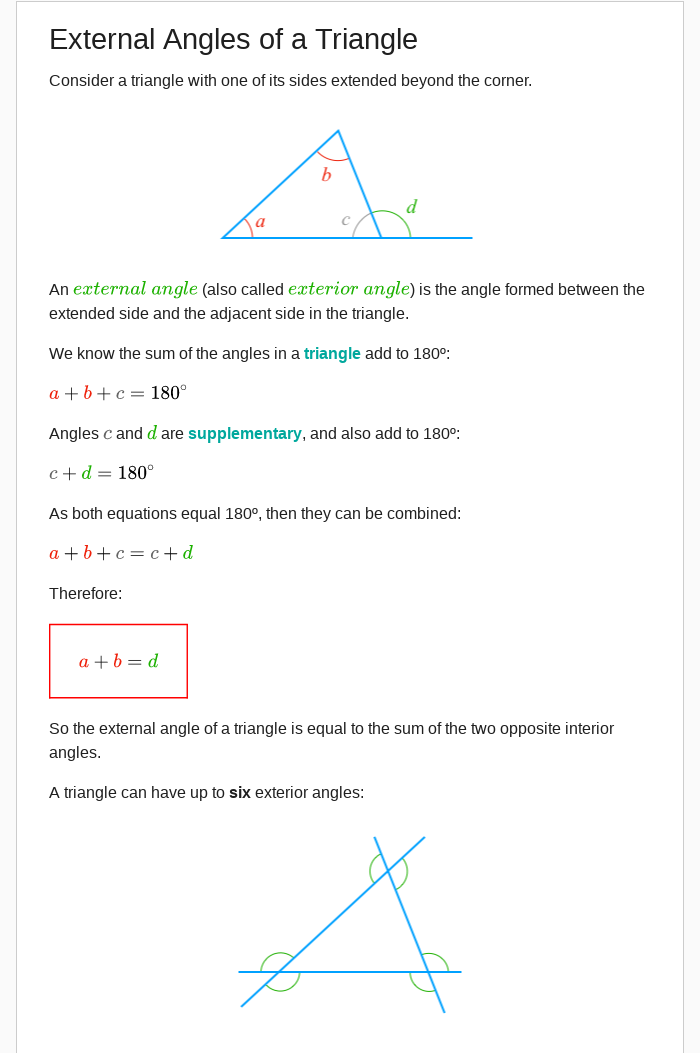 External Angles of a Triangle
Consider a triangle with one of its sides extended beyond the corner.
b
a
c
d
An external angle (also called exterior angle) is the angle formed between the
extended side and the adjacent side in the triangle.
We know the sum of the angles in a triangle add to 180º:
a + b + c = 180°
Angles c and d are supplementary, and also add to 180º:
c + d = 180°
As both equations equal 180º, then they can be combined:
a + b + c = c + d
Therefore:
a + b = d
So the external angle of a triangle is equal to the sum of the two opposite interior
angles.
A triangle can have up to six exterior angles: